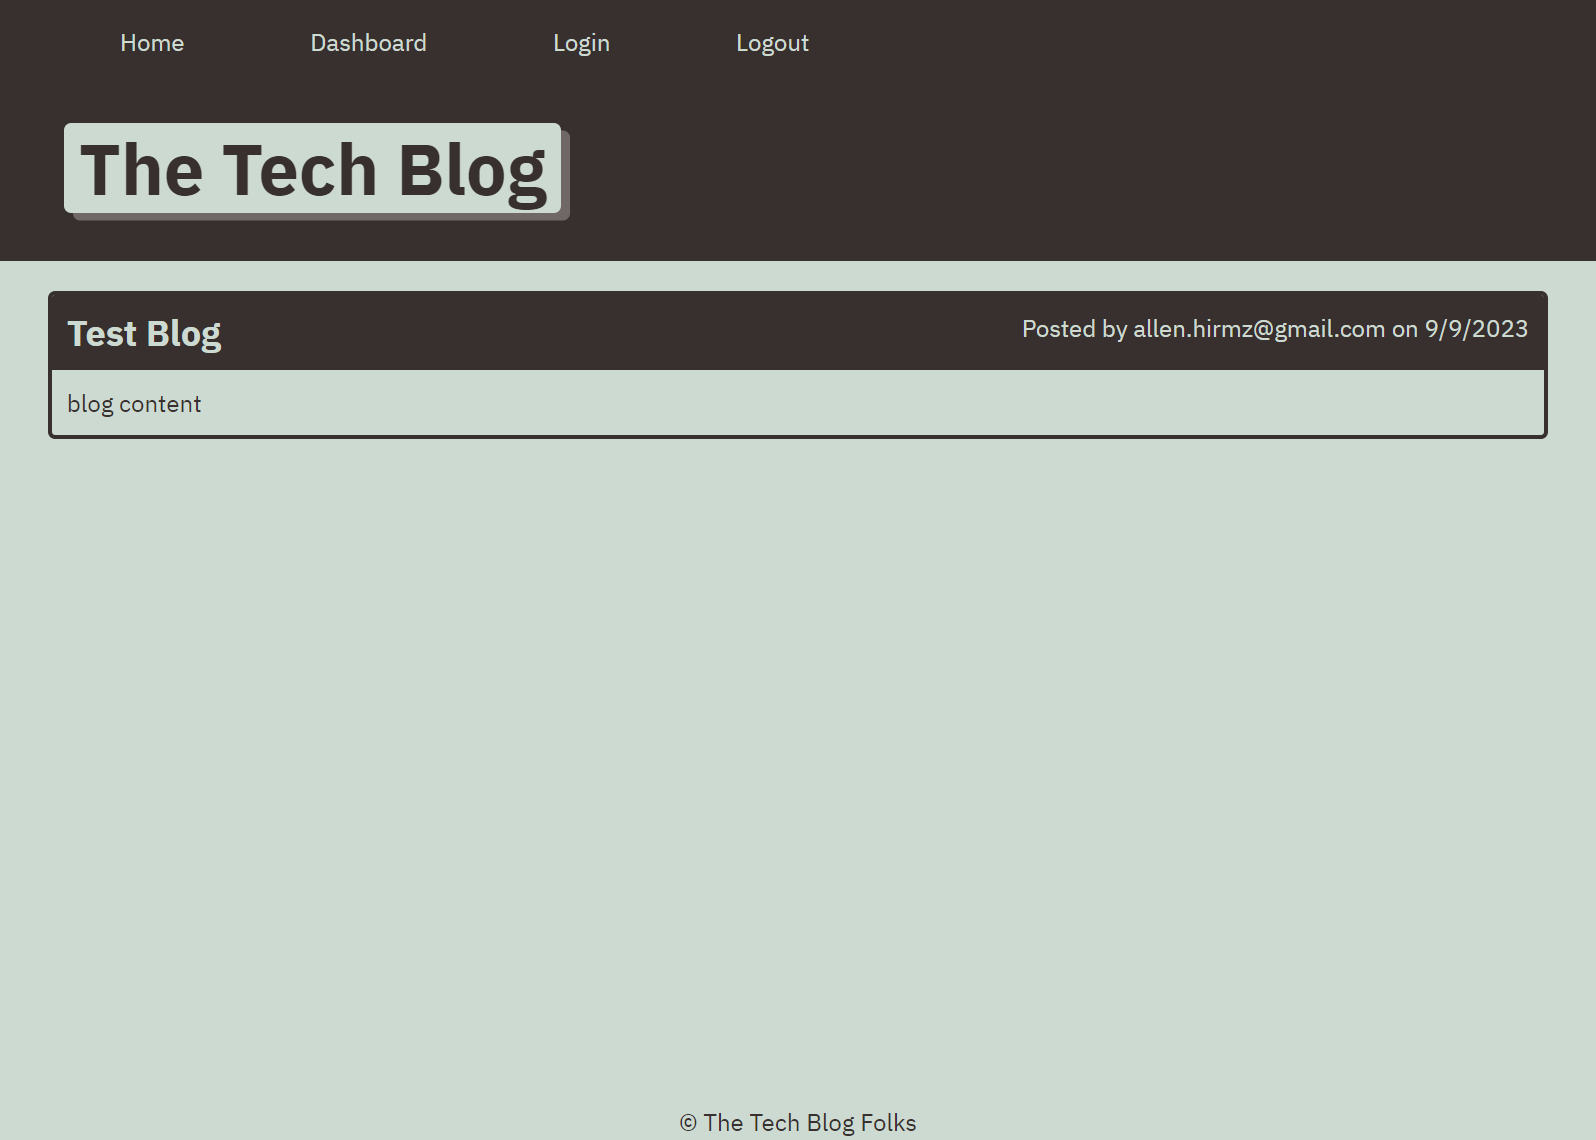 Home Dashboard Login Logout
The Tech Blog
Test Blog Posted by allen.hirmz@gmail.com on 9/9/2023
blog content
© The Tech Blog Folks